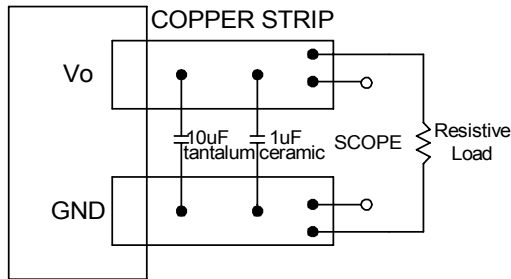 COPPER STRIP
Vo
10uF
tantalum
1uF
ceramic
SCOPE
Resistive
Load
GND